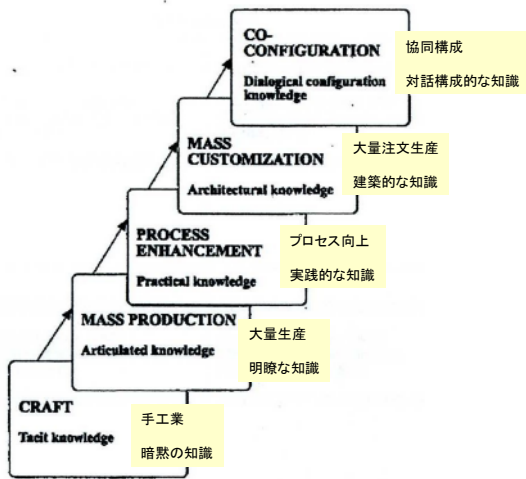 CO-
CONFIGURATION
Dialogical configuration
knowledge
協同構成
対話構成的な知識
MASS
CUSTOMIZATION
Architectural knowledge
大量注文生産
建築的な知識
PROCESS
ENHANCEMENT
Practical knowledge
プロセス向上
実践的な知識
MASS PRODUCTION
Articulated knowledge
大量生産
明瞭な知識
CRAFT
Tacit knowledge
手工業
暗黙の知識